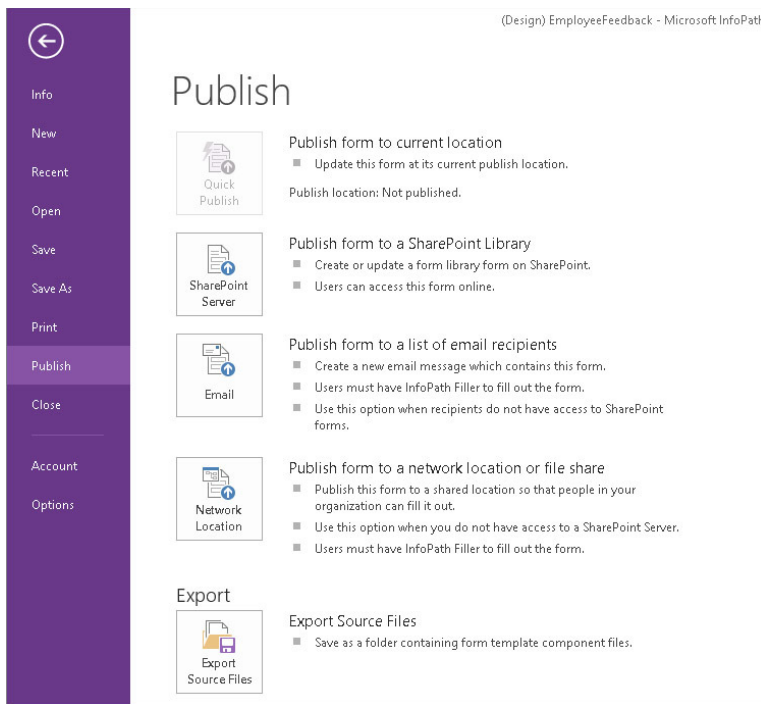 (Design) EmployeeFeedback - Microsoft InfoPath
Info
New
Recent
Open
Save
Save As
Print
Publish
Close
Account
Options
Publish
Quick
Publish
Publish form to current location
Update this form at its current publish location.
Publish location: Not published.
SharePoint
Server
Publish form to a SharePoint Library
Create or update a form library form on SharePoint.
Users can access this form online.
Email
Publish form to a list of email recipients
Create a new email message which contains this form.
Users must have InfoPath Filler to fill out the form.
Use this option when recipients do not have access to SharePoint
forms.
Network
Location
Publish form to a network location or file share
Publish this form to a shared location so that people in your
organization can fill it out.
Use this option when you do not have access to a SharePoint Server.
Users must have InfoPath Filler to fill out the form.
Export
Export
Source Files
Export Source Files
Save as a folder containing form template component files.